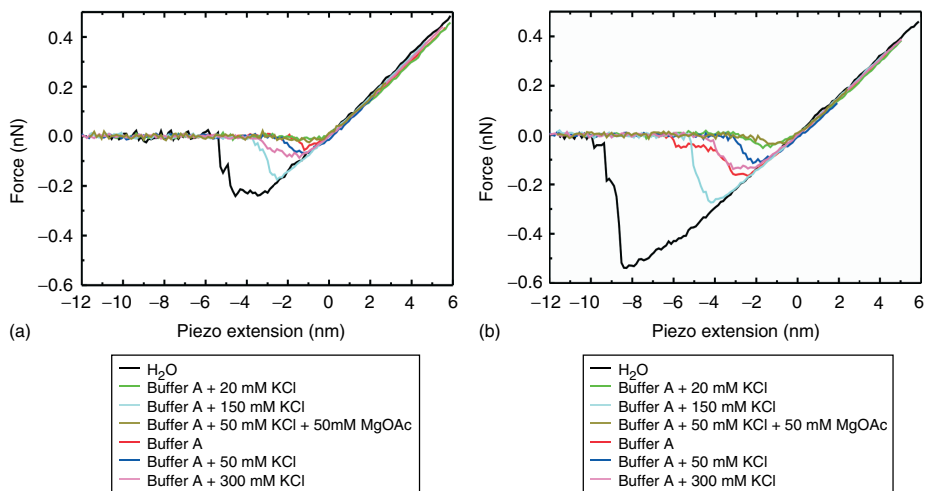 0.4
0.2
0.0
−0.2
−0.4
−0.6
Force (nN)
−12 −10 −8 −6 −4 −2 0 2 4 6
(a) Piezo extension (nm)
H2O
Buffer A + 20 mM KCl
Buffer A + 150 mM KCl
Buffer A + 50 mM KCl + 50mM MgOAc
Buffer A
Buffer A + 50 mM KCl
Buffer A + 300 mM KCl
0.4
0.2
0.0
−0.2
−0.4
−0.6
Force (nN)
−12 −10 −8 −6 −4 −2 0 2 4 6
(b) Piezo extension (nm)
H2O
Buffer A + 20 mM KCl
Buffer A + 150 mM KCl
Buffer A + 50 mM KCl + 50 mM MgOAc
Buffer A
Buffer A + 50 mM KCl
Buffer A + 300 mM KCl